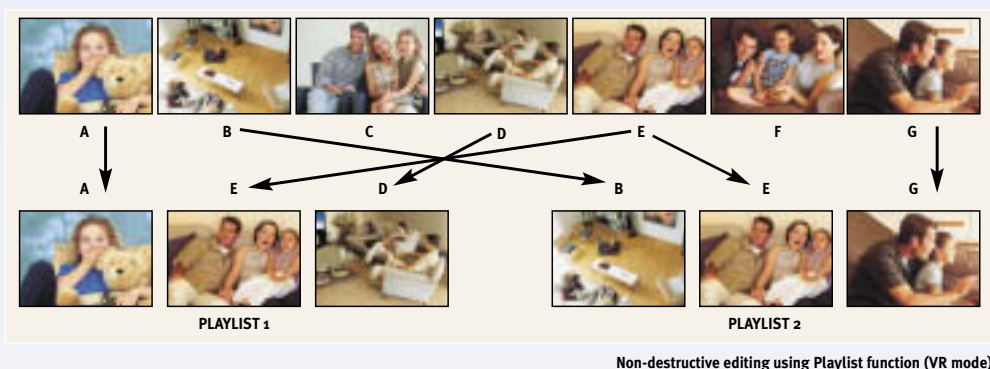 A B C D E F G
A E D B E G
PLAYLIST 1 PLAYLIST 2
Non-destructive editing using Playlist function (VR mode)